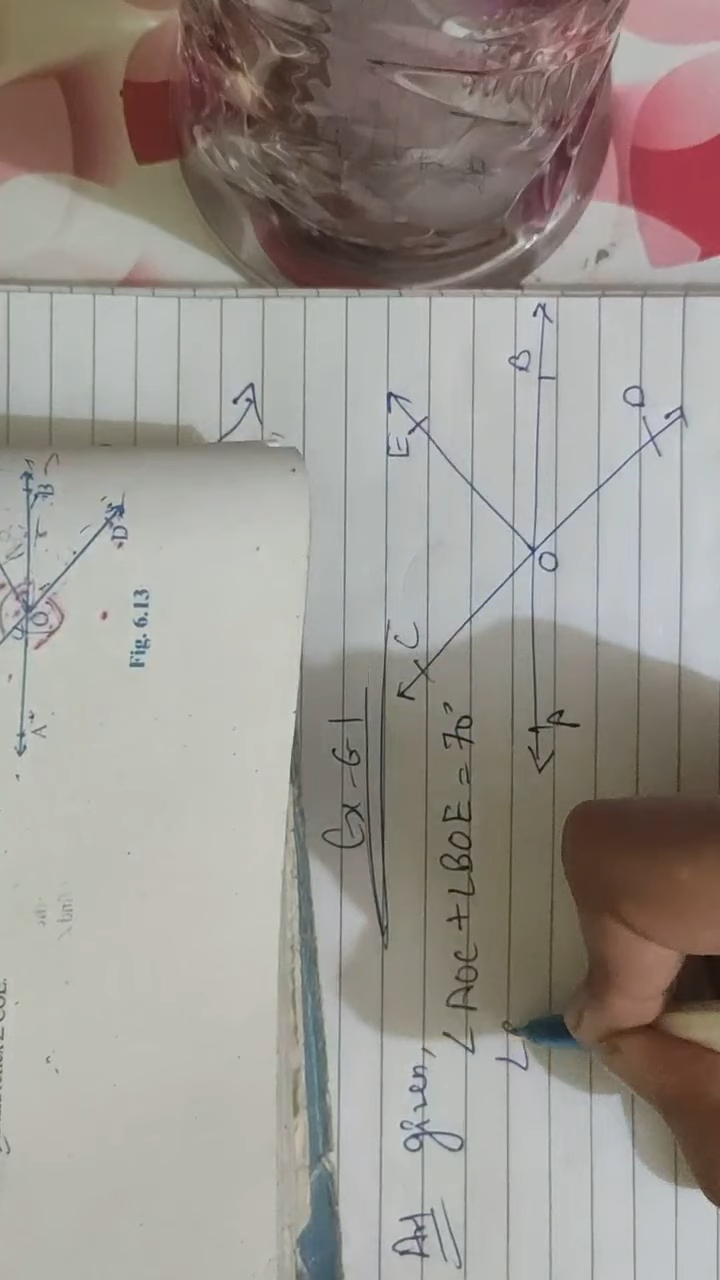 Ex - 6.1
Ans given,
∠AOC + ∠BOE = 70°
∠
E
C
B
D
O
A
A
B
D
O
Fig. 6.13